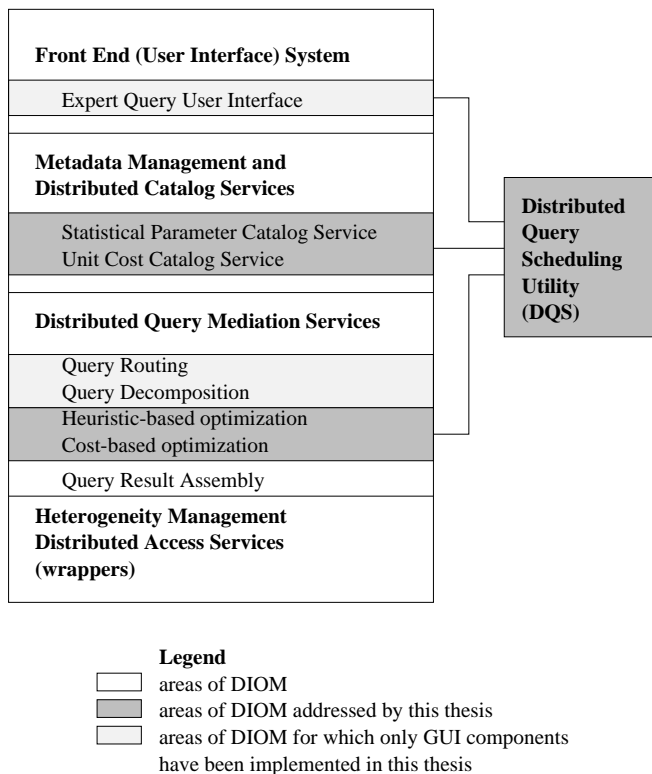 Front End (User Interface) System
Expert Query User Interface
Metadata Management and
Distributed Catalog Services
Statistical Parameter Catalog Service
Unit Cost Catalog Service
Distributed Query Mediation Services
Query Routing
Query Decomposition
Heuristic-based optimization
Cost-based optimization
Query Result Assembly
Heterogeneity Management
Distributed Access Services
(wrappers)
Distributed
Query
Scheduling
Utility
(DQS)
Legend
areas of DIOM
areas of DIOM addressed by this thesis
areas of DIOM for which only GUI components
have been implemented in this thesis